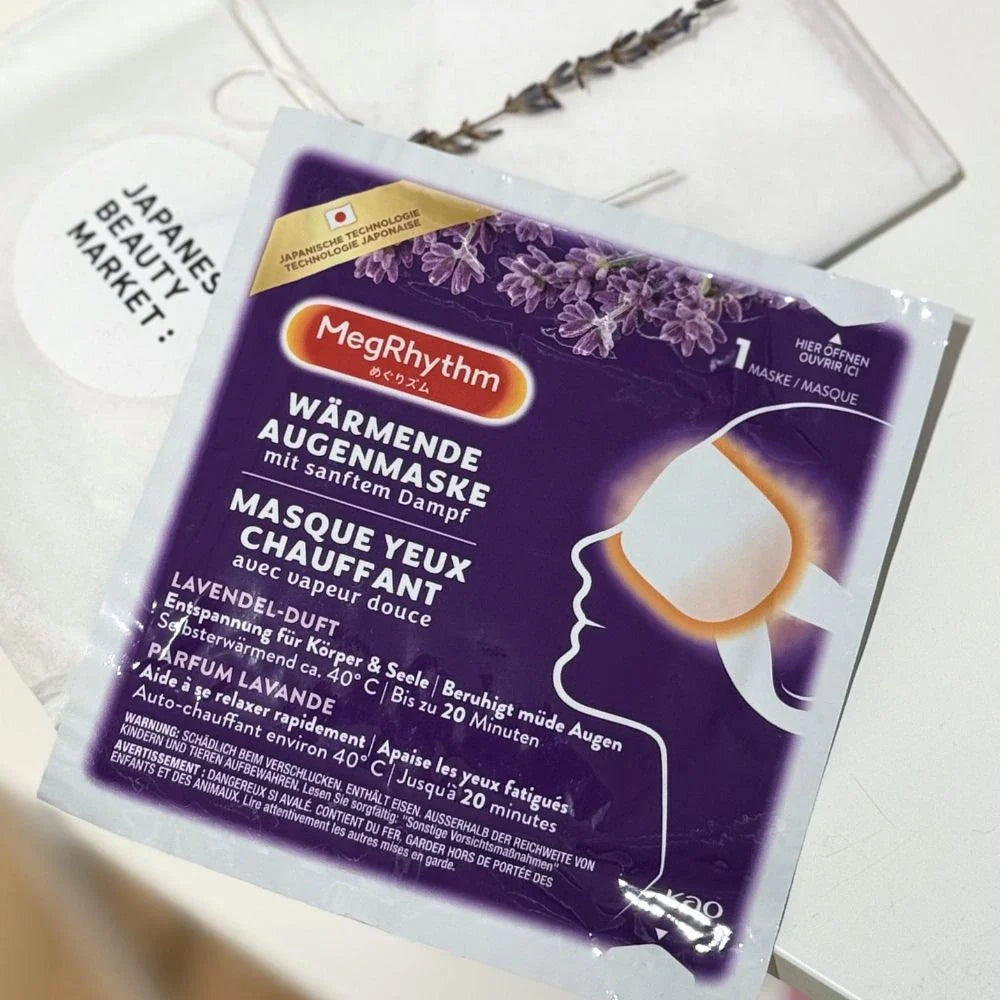 JAPANESE
BEAUTY
MARKET :
JAPANISCHE TECHNOLOGIE
TECHNOLOGIE JAPONAISE
HIER ÖFFNEN
OUVRIR ICI
1 MASKE / MASQUE
MegRhythm
めぐりズム
WÄRMENDE
AUGENMASKE
mit sanftem Dampf
MASQUE YEUX
CHAUFFANT
avec vapeur douce
LAVENDEL-DUFT
Entspannung für Körper & Seele | Beruhigt müde Augen
Selbsterwärmend ca. 40° C | Bis zu 20 Minuten
PARFUM LAVANDE
Aide à se relaxer rapidement | Apaise les yeux fatigués
Auto-chauffant environ 40° C | Jusqu'à 20 minutes
WARNUNG: SCHÄDLICH BEIM VERSCHLUCKEN. ENTHÄLT EISEN. AUSSERHALB DER REICHWEITE VON
KINDERN UND TIEREN AUFBEWAHREN. Lesen Sie sorgfältig: "Sonstige Vorsichtsmaßnahmen"
AVERTISSEMENT : DANGEREUX SI AVALÉ. CONTIENT DU FER. GARDER HORS DE PORTÉE DES
ENFANTS ET DES ANIMAUX. Lire attentivement les autres mises en garde.
Kao